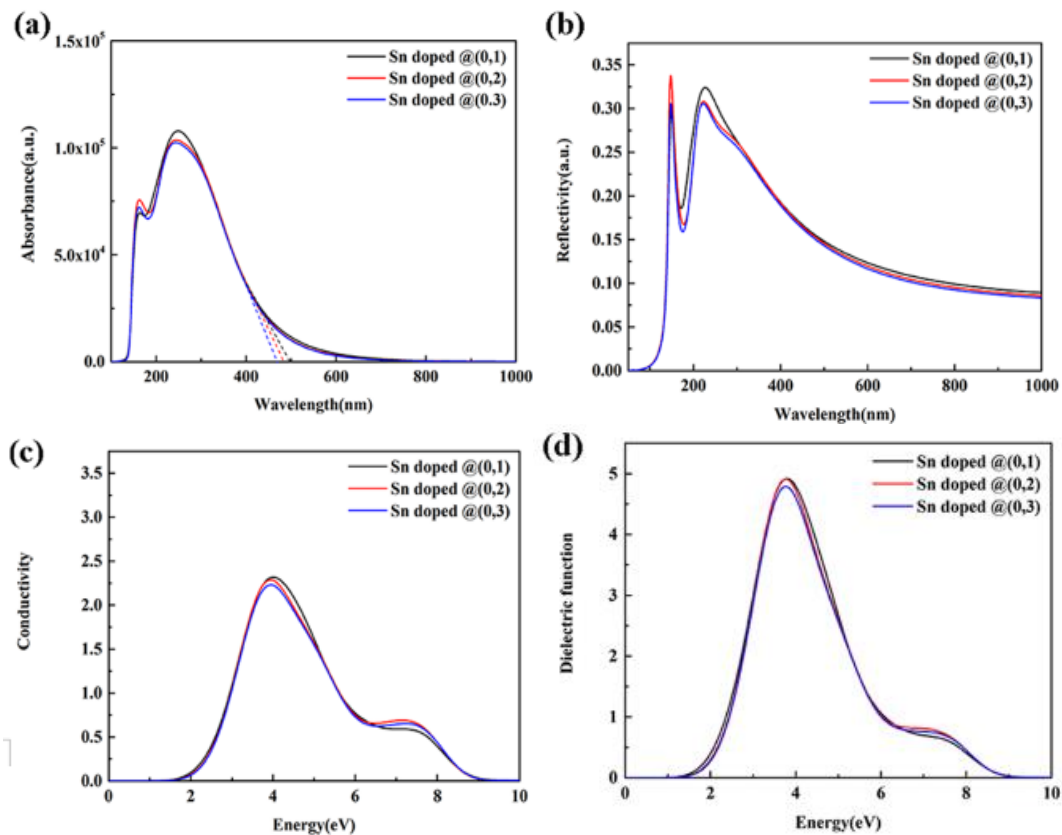 (a)
1.5x10⁵
1.0x10⁵
5.0x10⁴
0.0
Absorbance(a.u.)
Sn doped @(0,1)
Sn doped @(0,2)
Sn doped @(0.3)
200 400 600 800 1000
Wavelength(nm)
(b)
0.35
0.30
0.25
0.20
0.15
0.10
0.05
0.00
Reflectivity(a.u.)
Sn doped @(0,1)
Sn doped @(0,2)
Sn doped @(0,3)
200 400 600 800 1000
Wavelength(nm)
(c)
3.5
3.0
2.5
2.0
1.5
1.0
0.5
0.0
Conductivity
Sn doped @(0,1)
Sn doped @(0,2)
Sn doped @(0,3)
0 2 4 6 8 10
Energy(eV)
(d)
5
4
3
2
1
0
Dielectric function
Sn doped @(0,1)
Sn doped @(0,2)
Sn doped @(0,3)
0 2 4 6 8 10
Energy(eV)